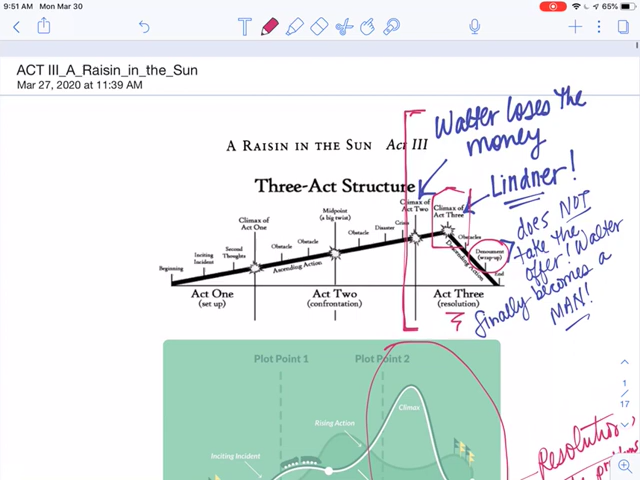 9:51 AM Mon Mar 30
65%
ACT III_A_Raisin_in_the_Sun
Mar 27, 2020 at 11:39 AM
A RAISIN IN THE SUN Act III
Three-Act Structure
Walter loses the
money
Lindner!
does NOT
take the
offer! Walter
finally becomes a
MAN!
Climax of
Act One
Midpoint
(a big twist)
Climax of
Act Two
Climax of
Act Three
Beginning
Inciting
Incident
Second
Thoughts
Obstacle
Obstacle
Ascending Action
Obstacle
Disaster
Crisis
Obstacles
Descending Action
Denouement
(wrap-up)
End
Act One
(set up)
Act Two
(confrontation)
Act Three
(resolution)
Plot Point 1
Plot Point 2
Climax
Rising Action
Inciting Incident
1
17
Resolution,
problems